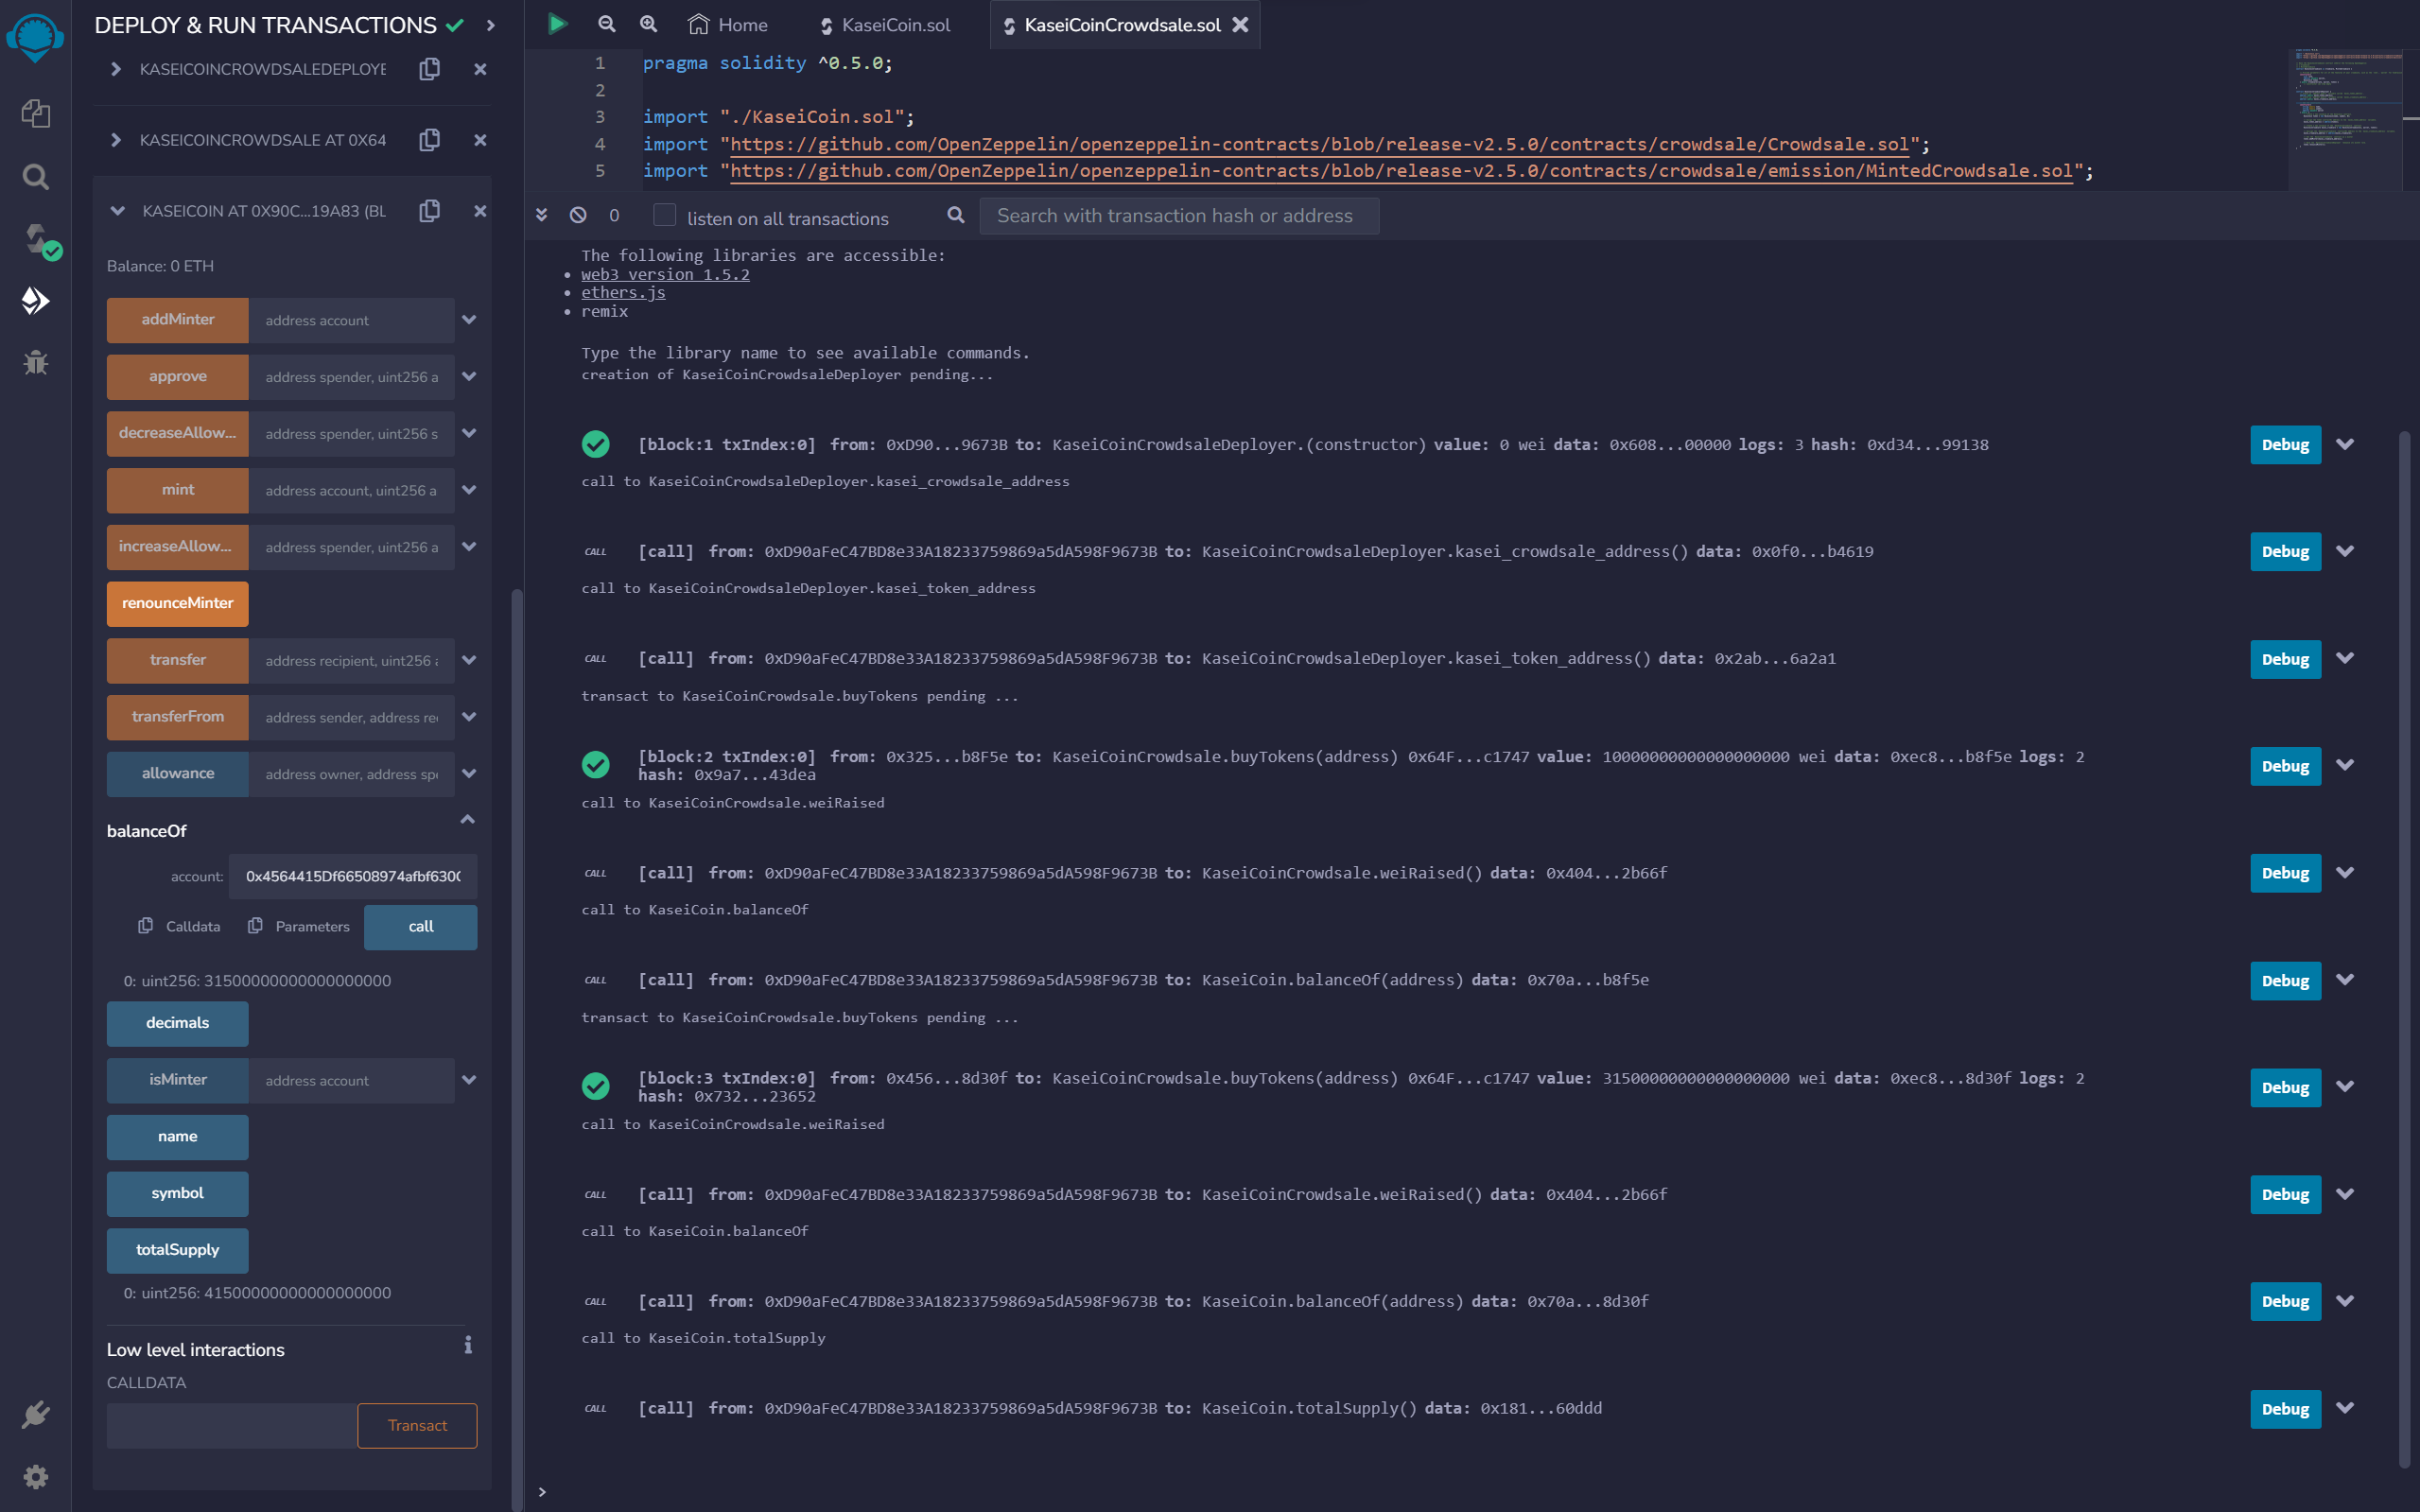 DEPLOY & RUN TRANSACTIONS
KASEICOINCROWDSALEDEPLOYE
KASEICOINCROWDSALE AT 0X64
KASEICOIN AT 0X90C...19A83 (BL
Balance: 0 ETH
addMinter address account
approve address spender, uint256 a
decreaseAllow... address spender, uint256 s
mint address account, uint256 a
increaseAllow... address spender, uint256 a
renounceMinter
transfer address recipient, uint256 a
transferFrom address sender, address re
allowance address owner, address sp
balanceOf
account: 0x4564415Df66508974afbf630
Calldata Parameters call
0: uint256: 31500000000000000000
decimals
isMinter address account
name
symbol
totalSupply
0: uint256: 41500000000000000000
Low level interactions
CALLDATA
Transact
Home KaseiCoin.sol KaseiCoinCrowdsale.sol
1 pragma solidity ^0.5.0;
2
3 import "./KaseiCoin.sol";
4 import "https://github.com/OpenZeppelin/openzeppelin-contracts/blob/release-v2.5.0/contracts/crowdsale/Crowdsale.sol";
5 import "https://github.com/OpenZeppelin/openzeppelin-contracts/blob/release-v2.5.0/contracts/crowdsale/emission/MintedCrowdsale.sol";
0 listen on all transactions Search with transaction hash or address
The following libraries are accessible:
• web3 version 1.5.2
• ethers.js
• remix
Type the library name to see available commands.
creation of KaseiCoinCrowdsaleDeployer pending...
[block:1 txIndex:0] from: 0xD90...9673B to: KaseiCoinCrowdsaleDeployer.(constructor) value: 0 wei data: 0x608...00000 logs: 3 hash: 0xd34...99138 Debug
call to KaseiCoinCrowdsaleDeployer.kasei_crowdsale_address
CALL [call] from: 0xD90aFeC47BD8e33A18233759869a5dA598F9673B to: KaseiCoinCrowdsaleDeployer.kasei_crowdsale_address() data: 0x0f0...b4619 Debug
call to KaseiCoinCrowdsaleDeployer.kasei_token_address
CALL [call] from: 0xD90aFeC47BD8e33A18233759869a5dA598F9673B to: KaseiCoinCrowdsaleDeployer.kasei_token_address() data: 0x2ab...6a2a1 Debug
transact to KaseiCoinCrowdsale.buyTokens pending ...
[block:2 txIndex:0] from: 0x325...b8F5e to: KaseiCoinCrowdsale.buyTokens(address) 0x64F...c1747 value: 10000000000000000000 wei data: 0xec8...b8f5e logs: 2 Debug
hash: 0x9a7...43dea
call to KaseiCoinCrowdsale.weiRaised
CALL [call] from: 0xD90aFeC47BD8e33A18233759869a5dA598F9673B to: KaseiCoinCrowdsale.weiRaised() data: 0x404...2b66f Debug
call to KaseiCoin.balanceOf
CALL [call] from: 0xD90aFeC47BD8e33A18233759869a5dA598F9673B to: KaseiCoin.balanceOf(address) data: 0x70a...b8f5e Debug
transact to KaseiCoinCrowdsale.buyTokens pending ...
[block:3 txIndex:0] from: 0x456...8d30f to: KaseiCoinCrowdsale.buyTokens(address) 0x64F...c1747 value: 31500000000000000000 wei data: 0xec8...8d30f logs: 2 Debug
hash: 0x732...23652
call to KaseiCoinCrowdsale.weiRaised
CALL [call] from: 0xD90aFeC47BD8e33A18233759869a5dA598F9673B to: KaseiCoinCrowdsale.weiRaised() data: 0x404...2b66f Debug
call to KaseiCoin.balanceOf
CALL [call] from: 0xD90aFeC47BD8e33A18233759869a5dA598F9673B to: KaseiCoin.balanceOf(address) data: 0x70a...8d30f Debug
call to KaseiCoin.totalSupply
CALL [call] from: 0xD90aFeC47BD8e33A18233759869a5dA598F9673B to: KaseiCoin.totalSupply() data: 0x181...60ddd Debug
>